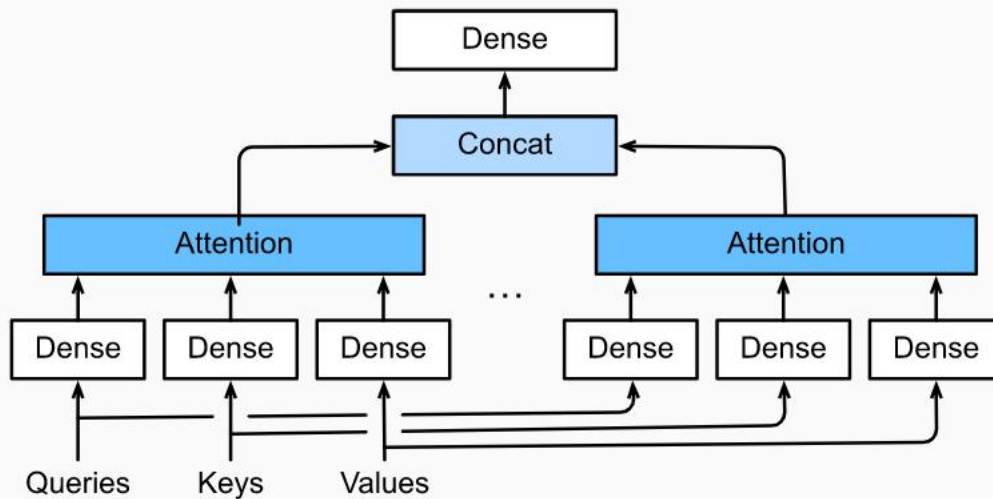 Dense
Concat
Attention Attention
...
Dense Dense Dense Dense Dense Dense
Queries Keys Values